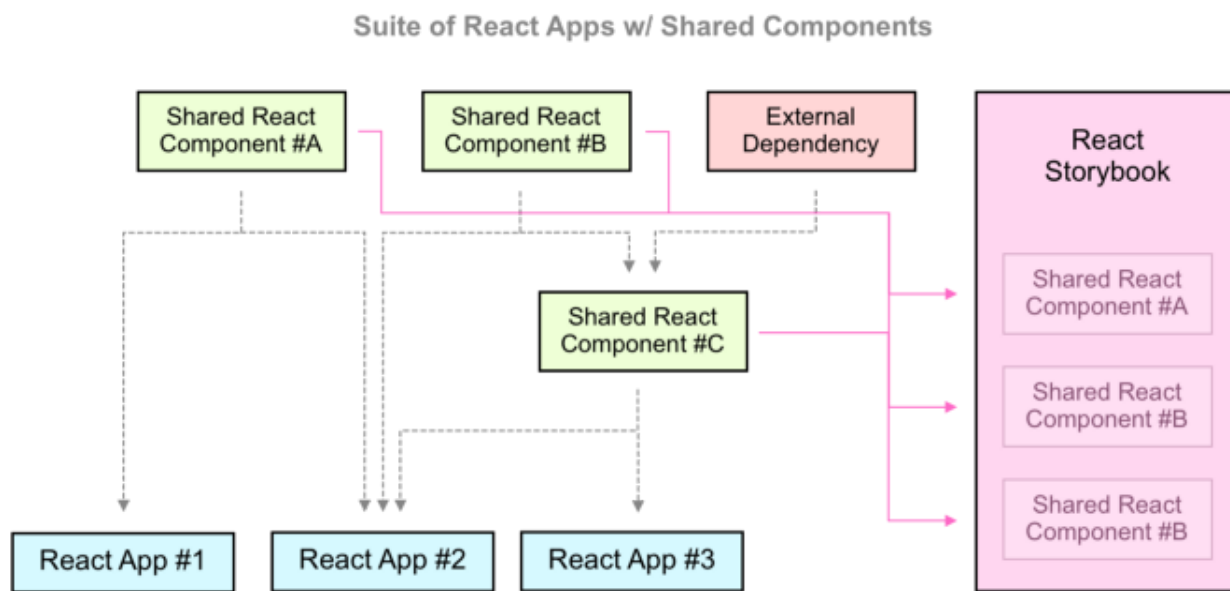 Suite of React Apps w/ Shared Components
Shared React
Component #A
Shared React
Component #B
External
Dependency
React
Storybook
Shared React
Component #A
Shared React
Component #C
Shared React
Component #B
Shared React
Component #B
React App #1
React App #2
React App #3